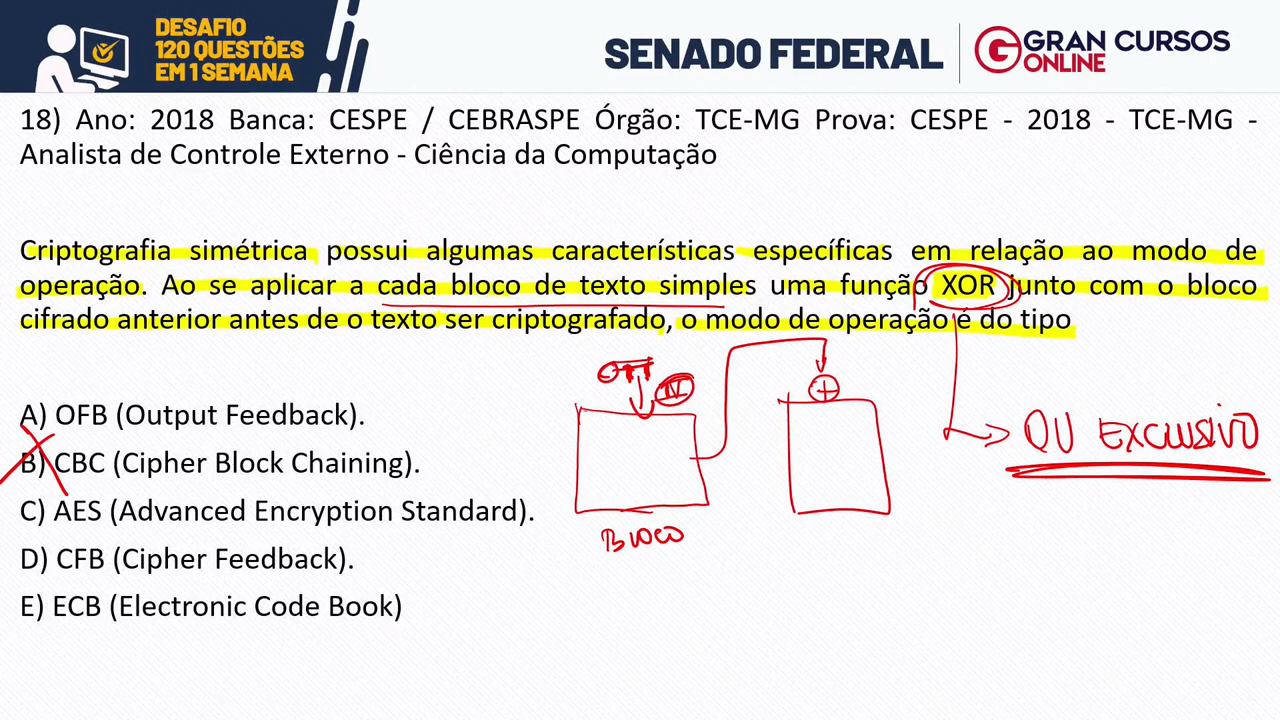 DESAFIO
120 QUESTÕES
EM 1 SEMANA
SENADO FEDERAL
GRAN CURSOS
ONLINE
18) Ano: 2018 Banca: CESPE / CEBRASPE Órgão: TCE-MG Prova: CESPE - 2018 - TCE-MG -
Analista de Controle Externo - Ciência da Computação
Criptografia simétrica possui algumas características específicas em relação ao modo de
operação. Ao se aplicar a cada bloco de texto simples uma função XOR junto com o bloco
cifrado anterior antes de o texto ser criptografado, o modo de operação é do tipo
IV
+
A) OFB (Output Feedback).
OU EXCLUSIVO
B) CBC (Cipher Block Chaining).
C) AES (Advanced Encryption Standard).
BLOCO
D) CFB (Cipher Feedback).
E) ECB (Electronic Code Book)